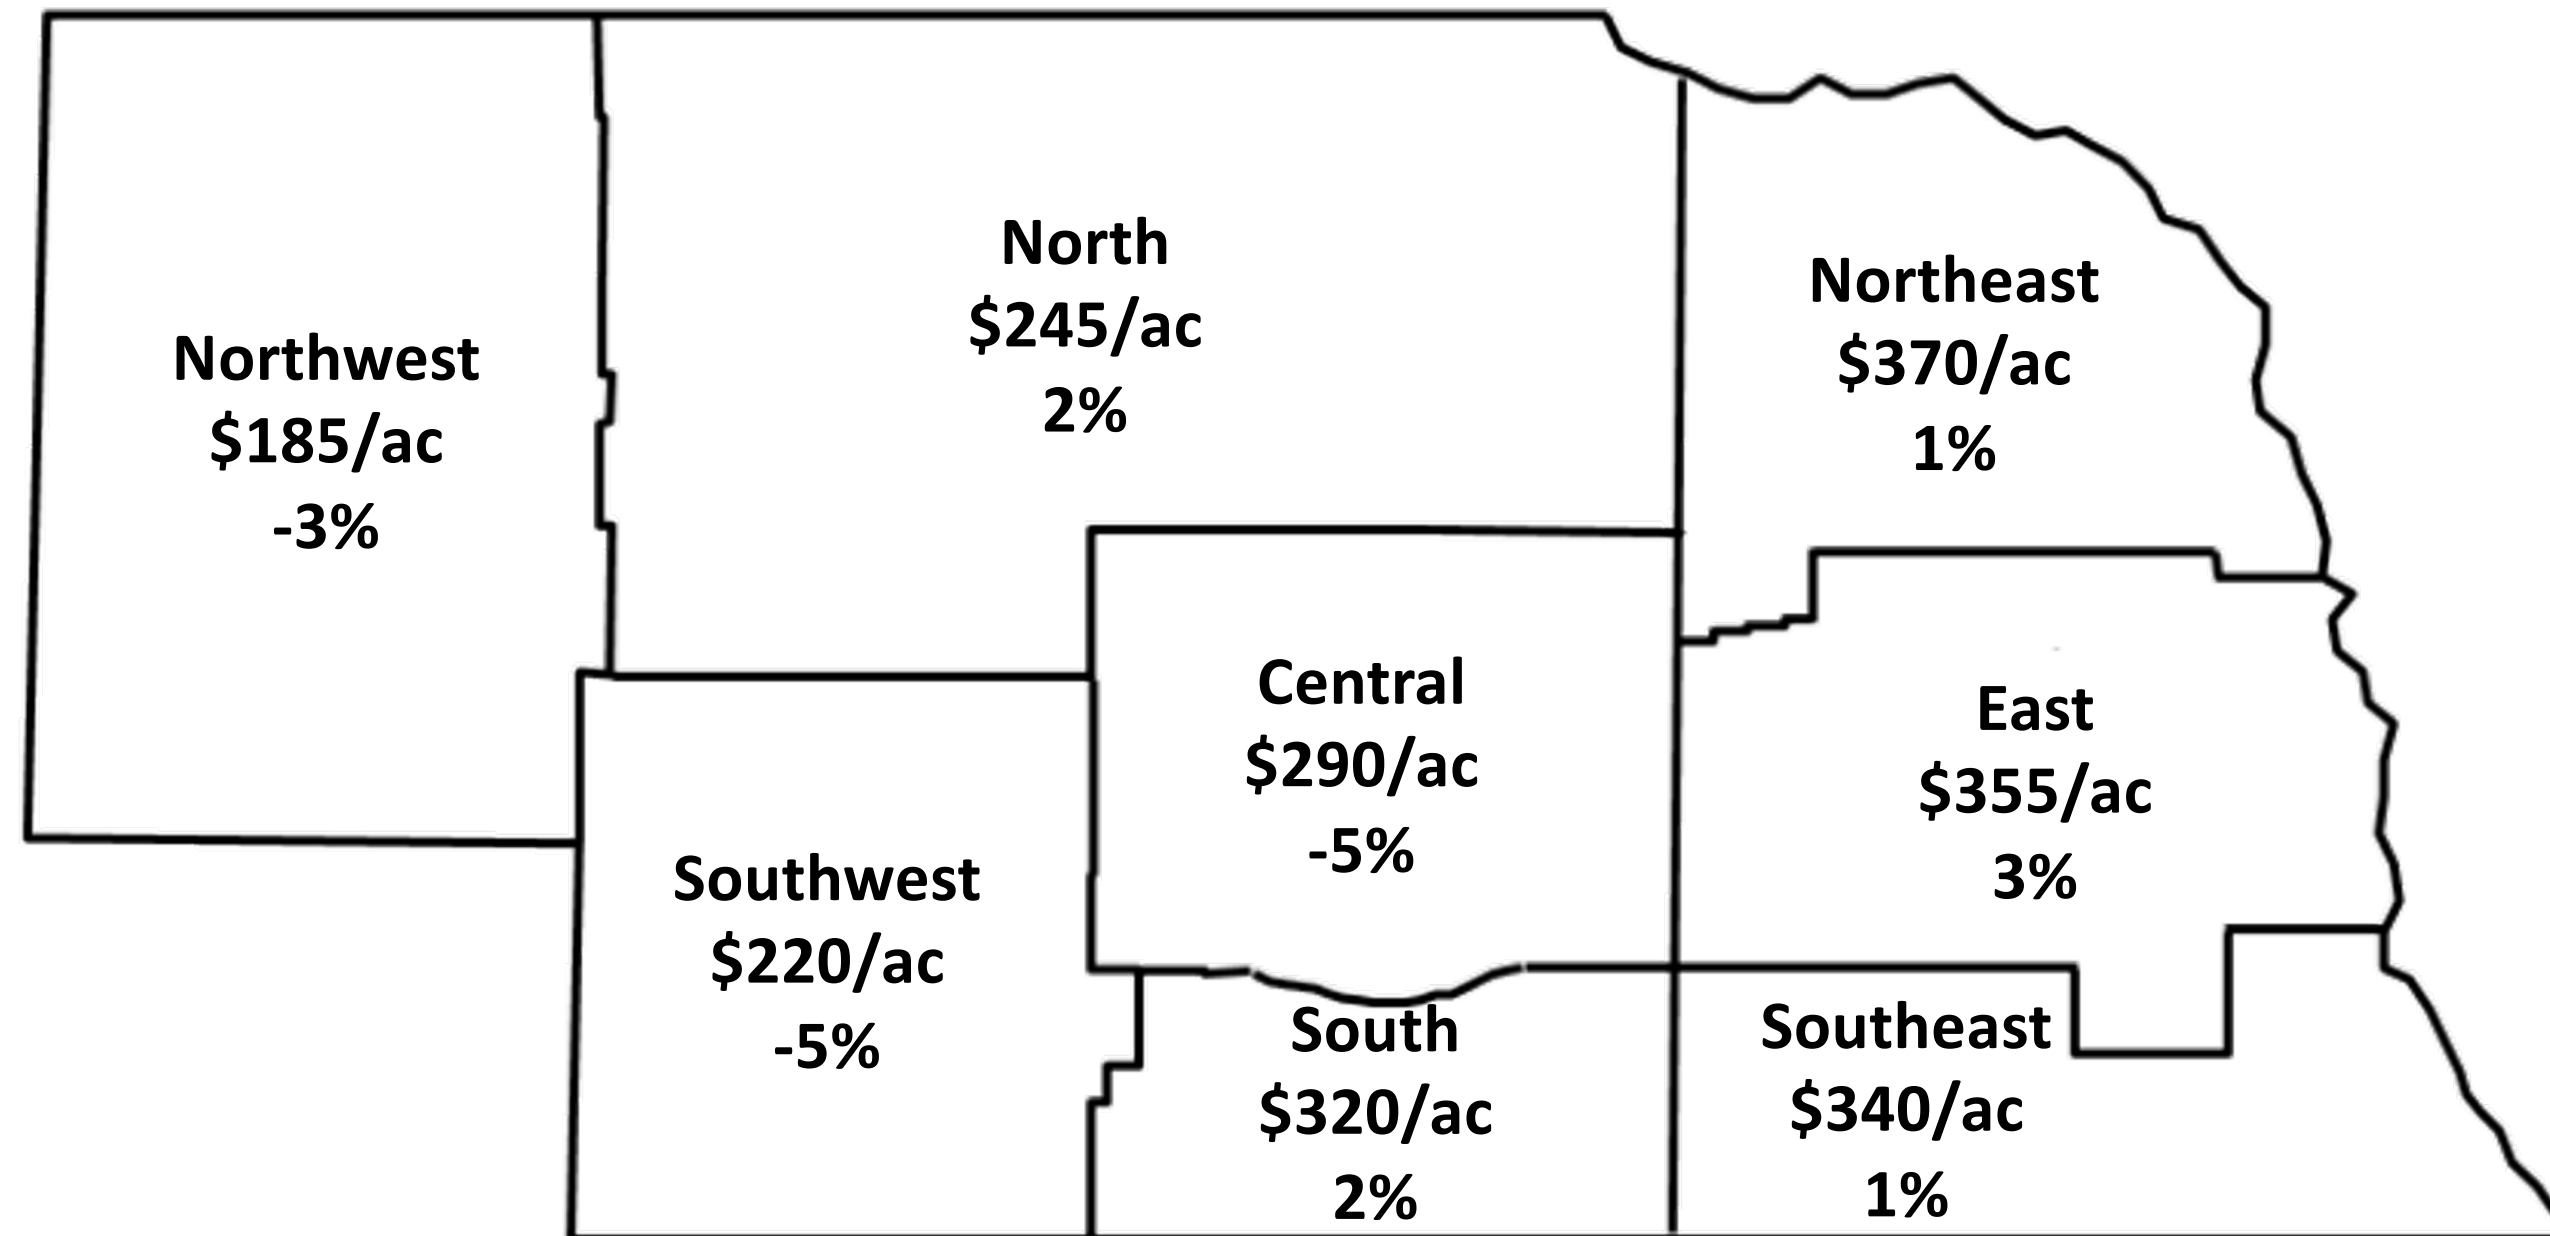 North
$245/ac
2%
Northeast
$370/ac
1%
Northwest
$185/ac
-3%
Central
$290/ac
-5%
East
$355/ac
3%
Southwest
$220/ac
-5%
South
$320/ac
2%
Southeast
$340/ac
1%